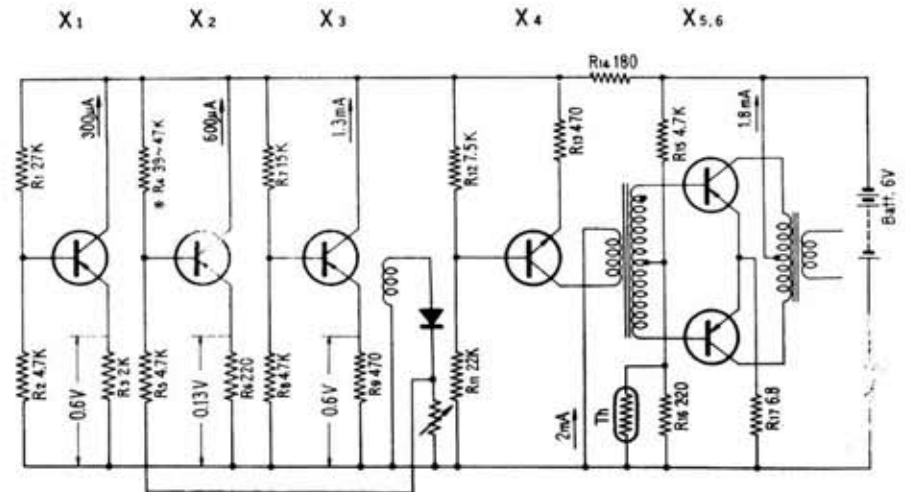 X1 X2 X3 X4 X5,6
R14 180
300μA
600μA
1.3mA
1.8mA
R1 27K
* R4 39~47K
R7 15K
R12 7.5K
R13 470
R15 4.7K
Batt. 6V
R2 4.7K
0.6V
R3 2K
R5 4.7K
0.13V
R6 220
R8 4.7K
0.6V
R9 470
R11 22K
2mA
Th
R16 220
R17 6.8